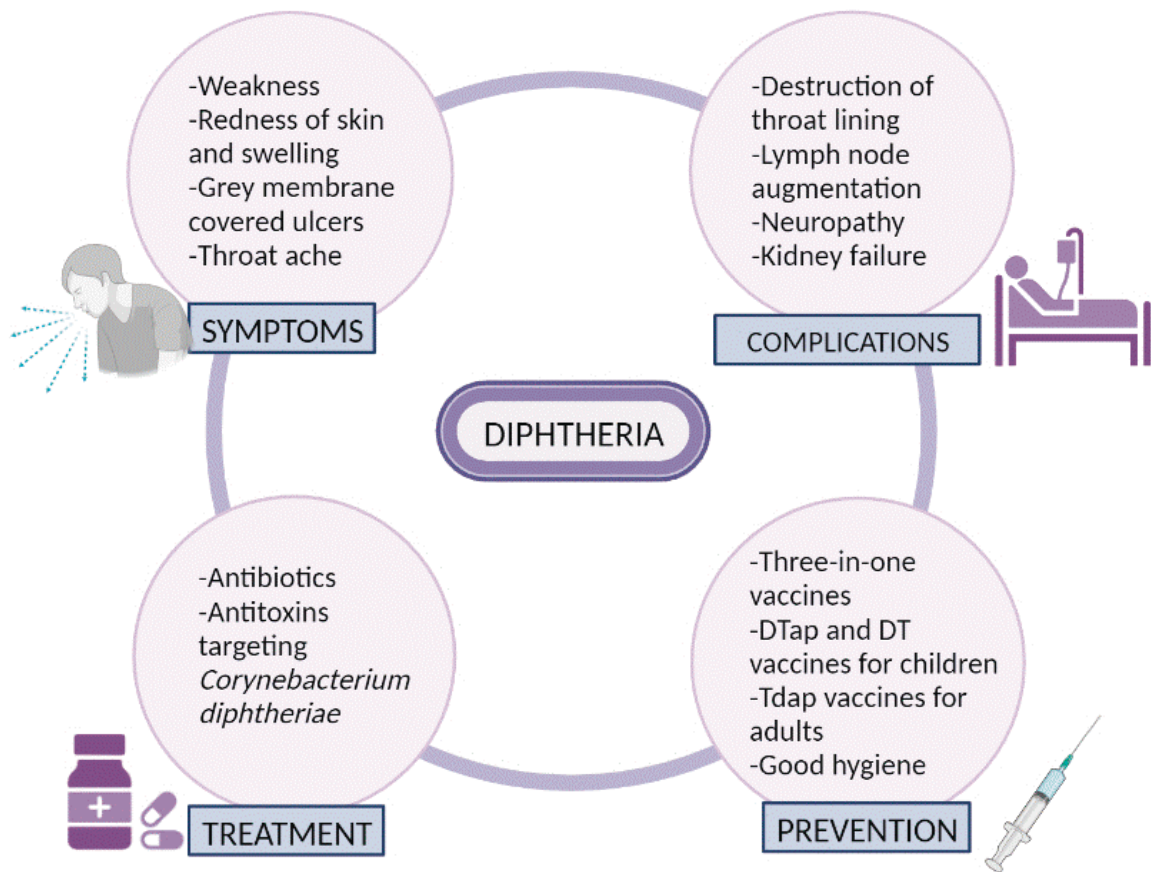 -Weakness
-Redness of skin
and swelling
-Grey membrane
covered ulcers
-Throat ache
SYMPTOMS
-Destruction of
throat lining
-Lymph node
augmentation
-Neuropathy
-Kidney failure
COMPLICATIONS
DIPHTHERIA
-Antibiotics
-Antitoxins
targeting
Corynebacterium
diphtheriae
TREATMENT
-Three-in-one
vaccines
-DTap and DT
vaccines for children
-Tdap vaccines for
adults
-Good hygiene
PREVENTION